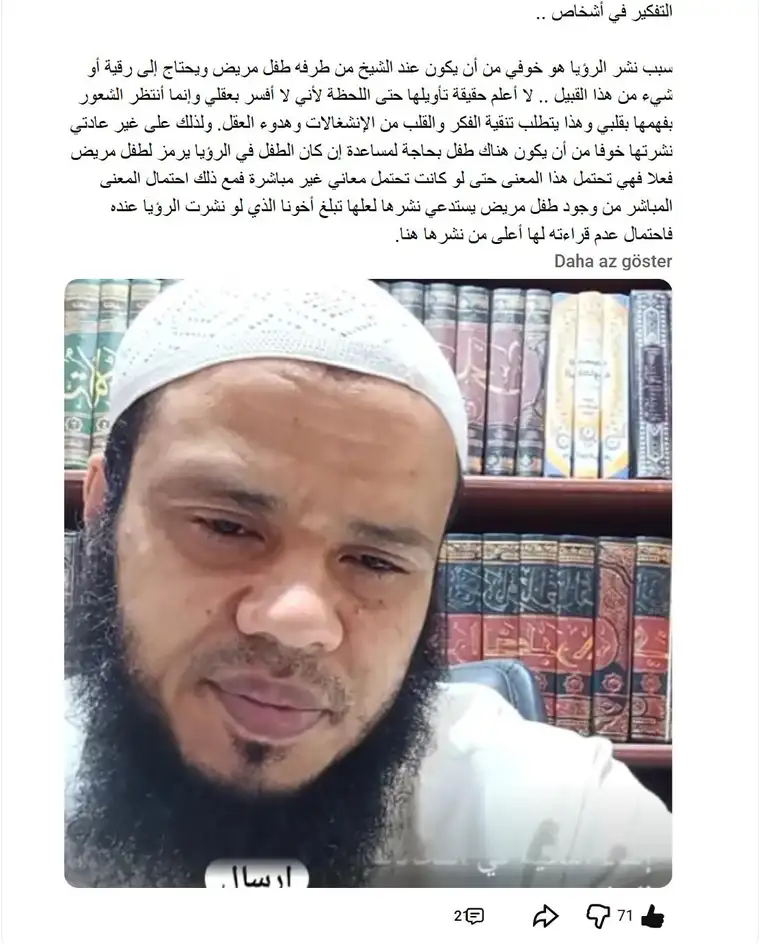 التفكير في أشخاص ..
سبب نشر الرؤيا هو خوفي من أن يكون عند الشيخ من طرفه طفل مريض ويحتاج إلى رقية أو
شيء من هذا القبيل .. لا أعلم حقيقة تأويلها حتى اللحظة لأني لا أفسر بعقلي وإنما أنتظر الشعور
بفهمها بقلبي وهذا يتطلب تنقية الفكر والقلب من الإنشغالات وهدوء العقل. ولذلك على غير عادتي
نشرتها خوفا من أن يكون هناك طفل بحاجة لمساعدة إن كان الطفل في الرؤيا يرمز لطفل مريض
فعلا فهي تحتمل هذا المعنى حتى لو كانت تحتمل معاني غير مباشرة فمع ذلك احتمال المعنى
المباشر من وجود طفل مريض يستدعي نشرها لعلها تبلغ أخونا الذي لو نشرت الرؤيا عنده
فاحتمال عدم قراءته لها أعلى من نشرها هنا.
Daha az göster
إرسال
71
21